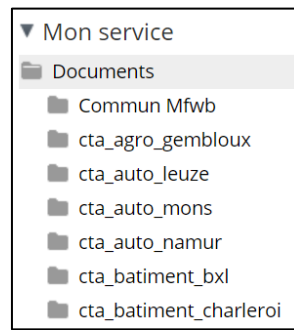 Mon service
Documents
Commun Mfwb
cta_agro_gembloux
cta_auto_leuze
cta_auto_mons
cta_auto_namur
cta_batiment_bxl
cta_batiment_charleroi